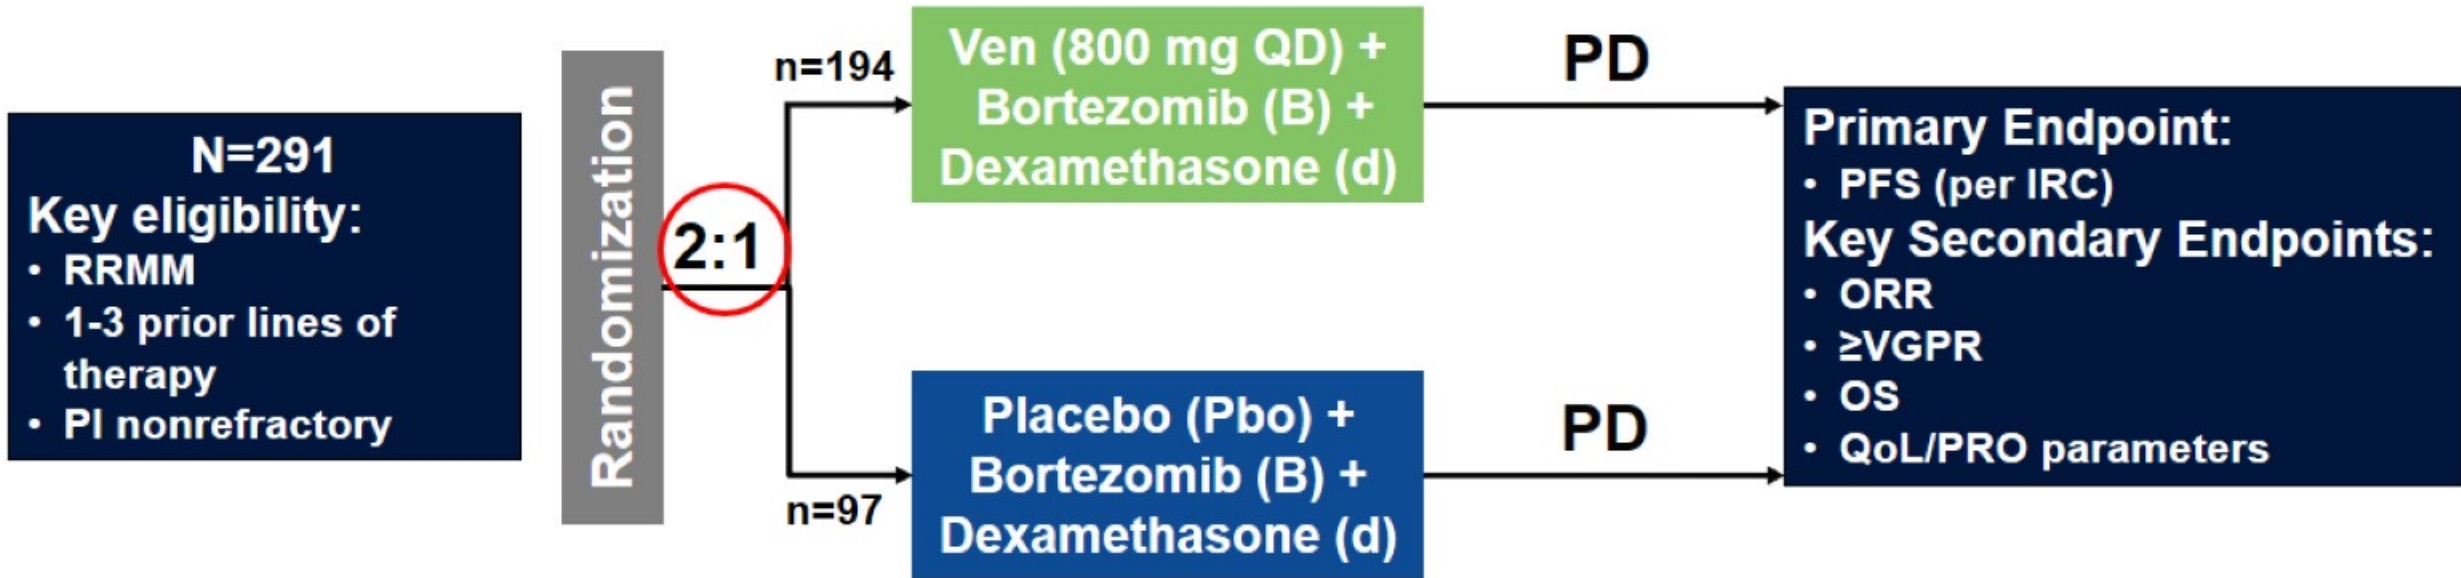 N=291
Key eligibility:
• RRMM
• 1-3 prior lines of
therapy
• PI nonrefractory
Randomization
2:1
n=194
n=97
Ven (800 mg QD) +
Bortezomib (B) +
Dexamethasone (d)
Placebo (Pbo) +
Bortezomib (B) +
Dexamethasone (d)
PD
PD
Primary Endpoint:
• PFS (per IRC)
Key Secondary Endpoints:
• ORR
• ≥VGPR
• OS
• QoL/PRO parameters